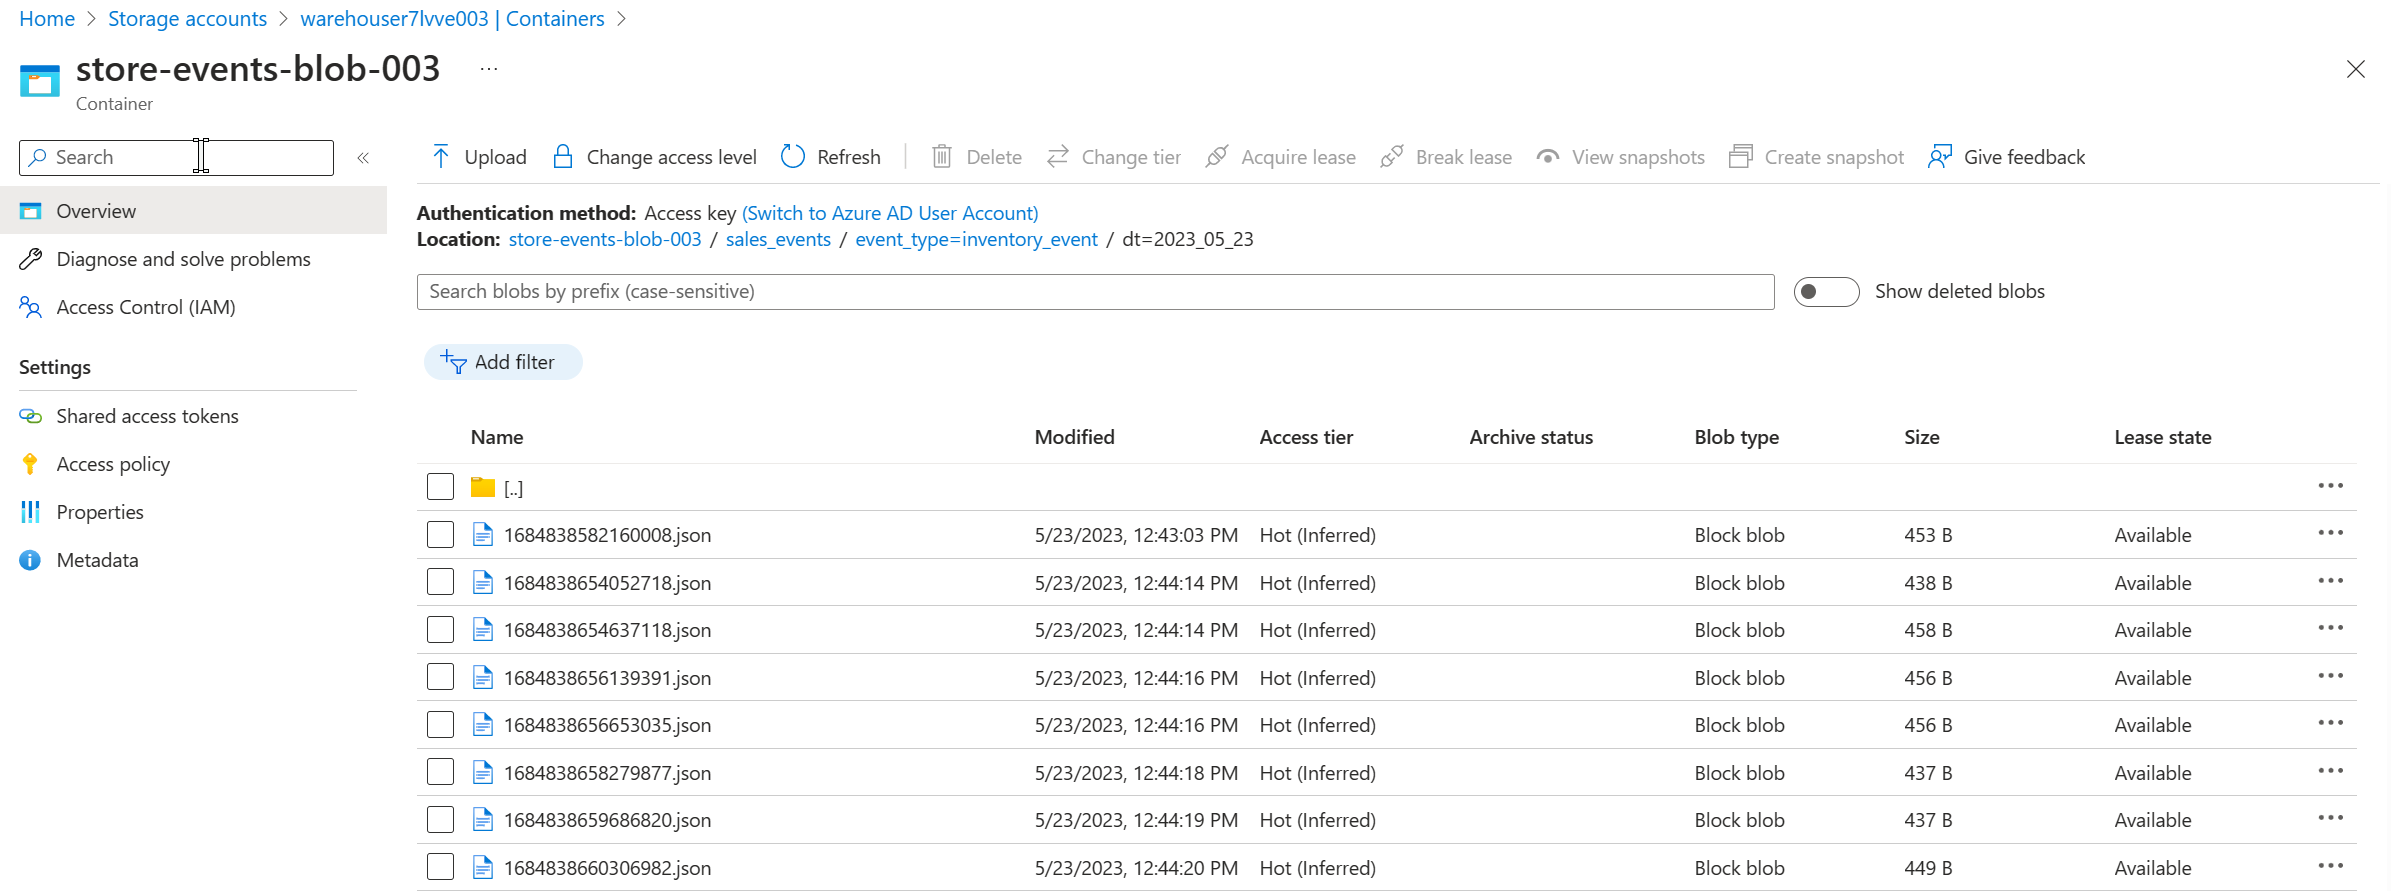 Home > Storage accounts > warehouser7lvve003 | Containers >
store-events-blob-003 ...
Container
Search «
Overview
Diagnose and solve problems
Access Control (IAM)
Settings
Shared access tokens
Access policy
Properties
Metadata
Upload Change access level Refresh Delete Change tier Acquire lease Break lease View snapshots Create snapshot Give feedback
Authentication method: Access key (Switch to Azure AD User Account)
Location: store-events-blob-003 / sales_events / event_type=inventory_event / dt=2023_05_23
Search blobs by prefix (case-sensitive) Show deleted blobs
Add filter
Name Modified Access tier Archive status Blob type Size Lease state
[..]
1684838582160008.json 5/23/2023, 12:43:03 PM Hot (Inferred) Block blob 453 B Available
1684838654052718.json 5/23/2023, 12:44:14 PM Hot (Inferred) Block blob 438 B Available
1684838654637118.json 5/23/2023, 12:44:14 PM Hot (Inferred) Block blob 458 B Available
1684838656139391.json 5/23/2023, 12:44:16 PM Hot (Inferred) Block blob 456 B Available
1684838656653035.json 5/23/2023, 12:44:16 PM Hot (Inferred) Block blob 456 B Available
1684838658279877.json 5/23/2023, 12:44:18 PM Hot (Inferred) Block blob 437 B Available
1684838659686820.json 5/23/2023, 12:44:19 PM Hot (Inferred) Block blob 437 B Available
1684838660306982.json 5/23/2023, 12:44:20 PM Hot (Inferred) Block blob 449 B Available